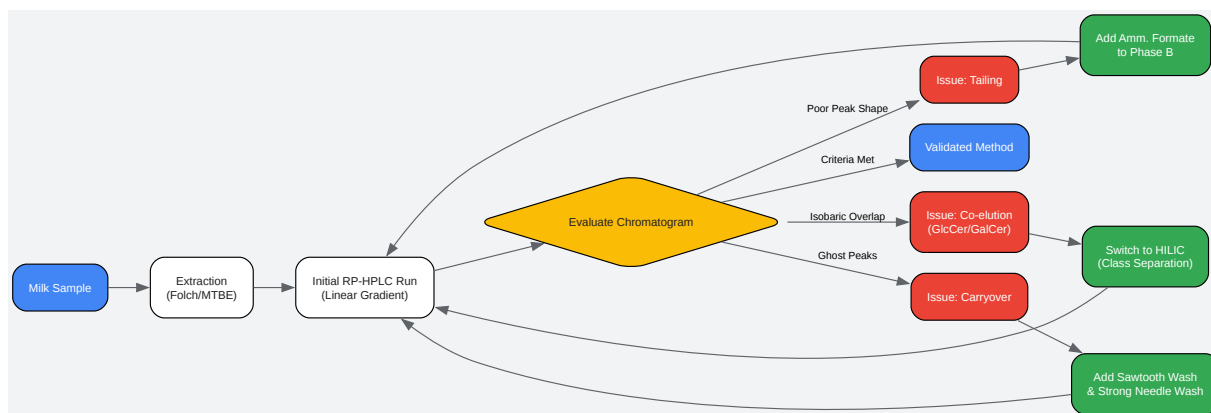 Add Amm. Formate
to Phase B
Issue: Tailing
Poor Peak Shape
Validated Method
Criteria Met
Evaluate Chromatogram
Isobaric Overlap
Issue: Co-elution
(GlcCer/GalCer)
Switch to HILIC
(Class Separation)
Ghost Peaks
Milk Sample
Extraction
(Folch/MTBE)
Initial RP-HPLC Run
(Linear Gradient)
Issue: Carryover
Add Sawtooth Wash
& Strong Needle Wash